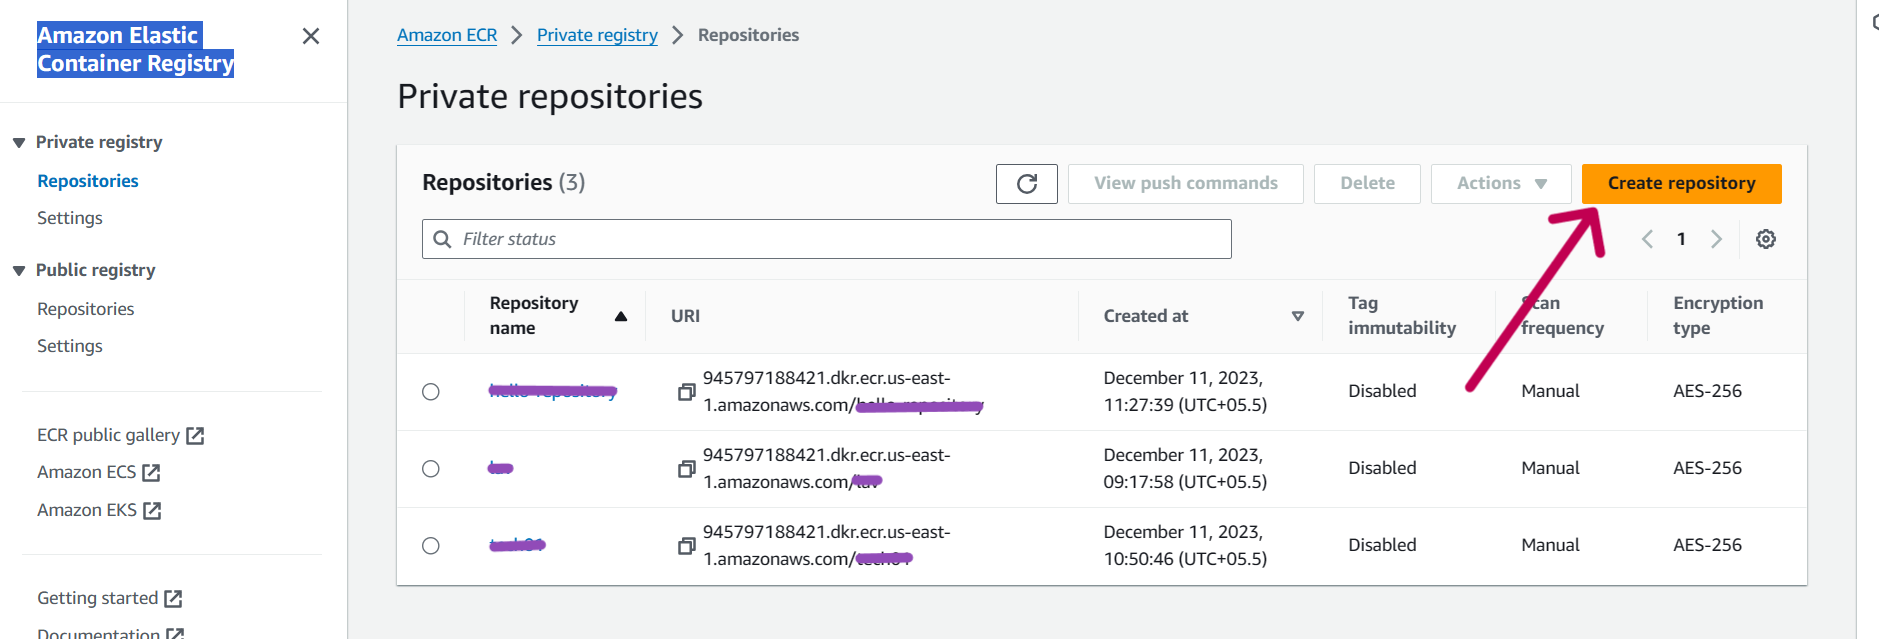 Amazon Elastic
Container Registry
Private registry
Repositories
Settings
Public registry
Repositories
Settings
ECR public gallery
Amazon ECS
Amazon EKS
Getting started
Documentation
Amazon ECR > Private registry > Repositories
Private repositories
Repositories (3)
View push commands
Delete
Actions
Create repository
Filter status
1
Repository
name
URI
Created at
Tag
immutability
Scan
frequency
Encryption
type
945797188421.dkr.ecr.us-east-
1.amazonaws.com/
December 11, 2023,
11:27:39 (UTC+05.5)
Disabled
Manual
AES-256
945797188421.dkr.ecr.us-east-
1.amazonaws.com/
December 11, 2023,
09:17:58 (UTC+05.5)
Disabled
Manual
AES-256
945797188421.dkr.ecr.us-east-
1.amazonaws.com/
December 11, 2023,
10:50:46 (UTC+05.5)
Disabled
Manual
AES-256